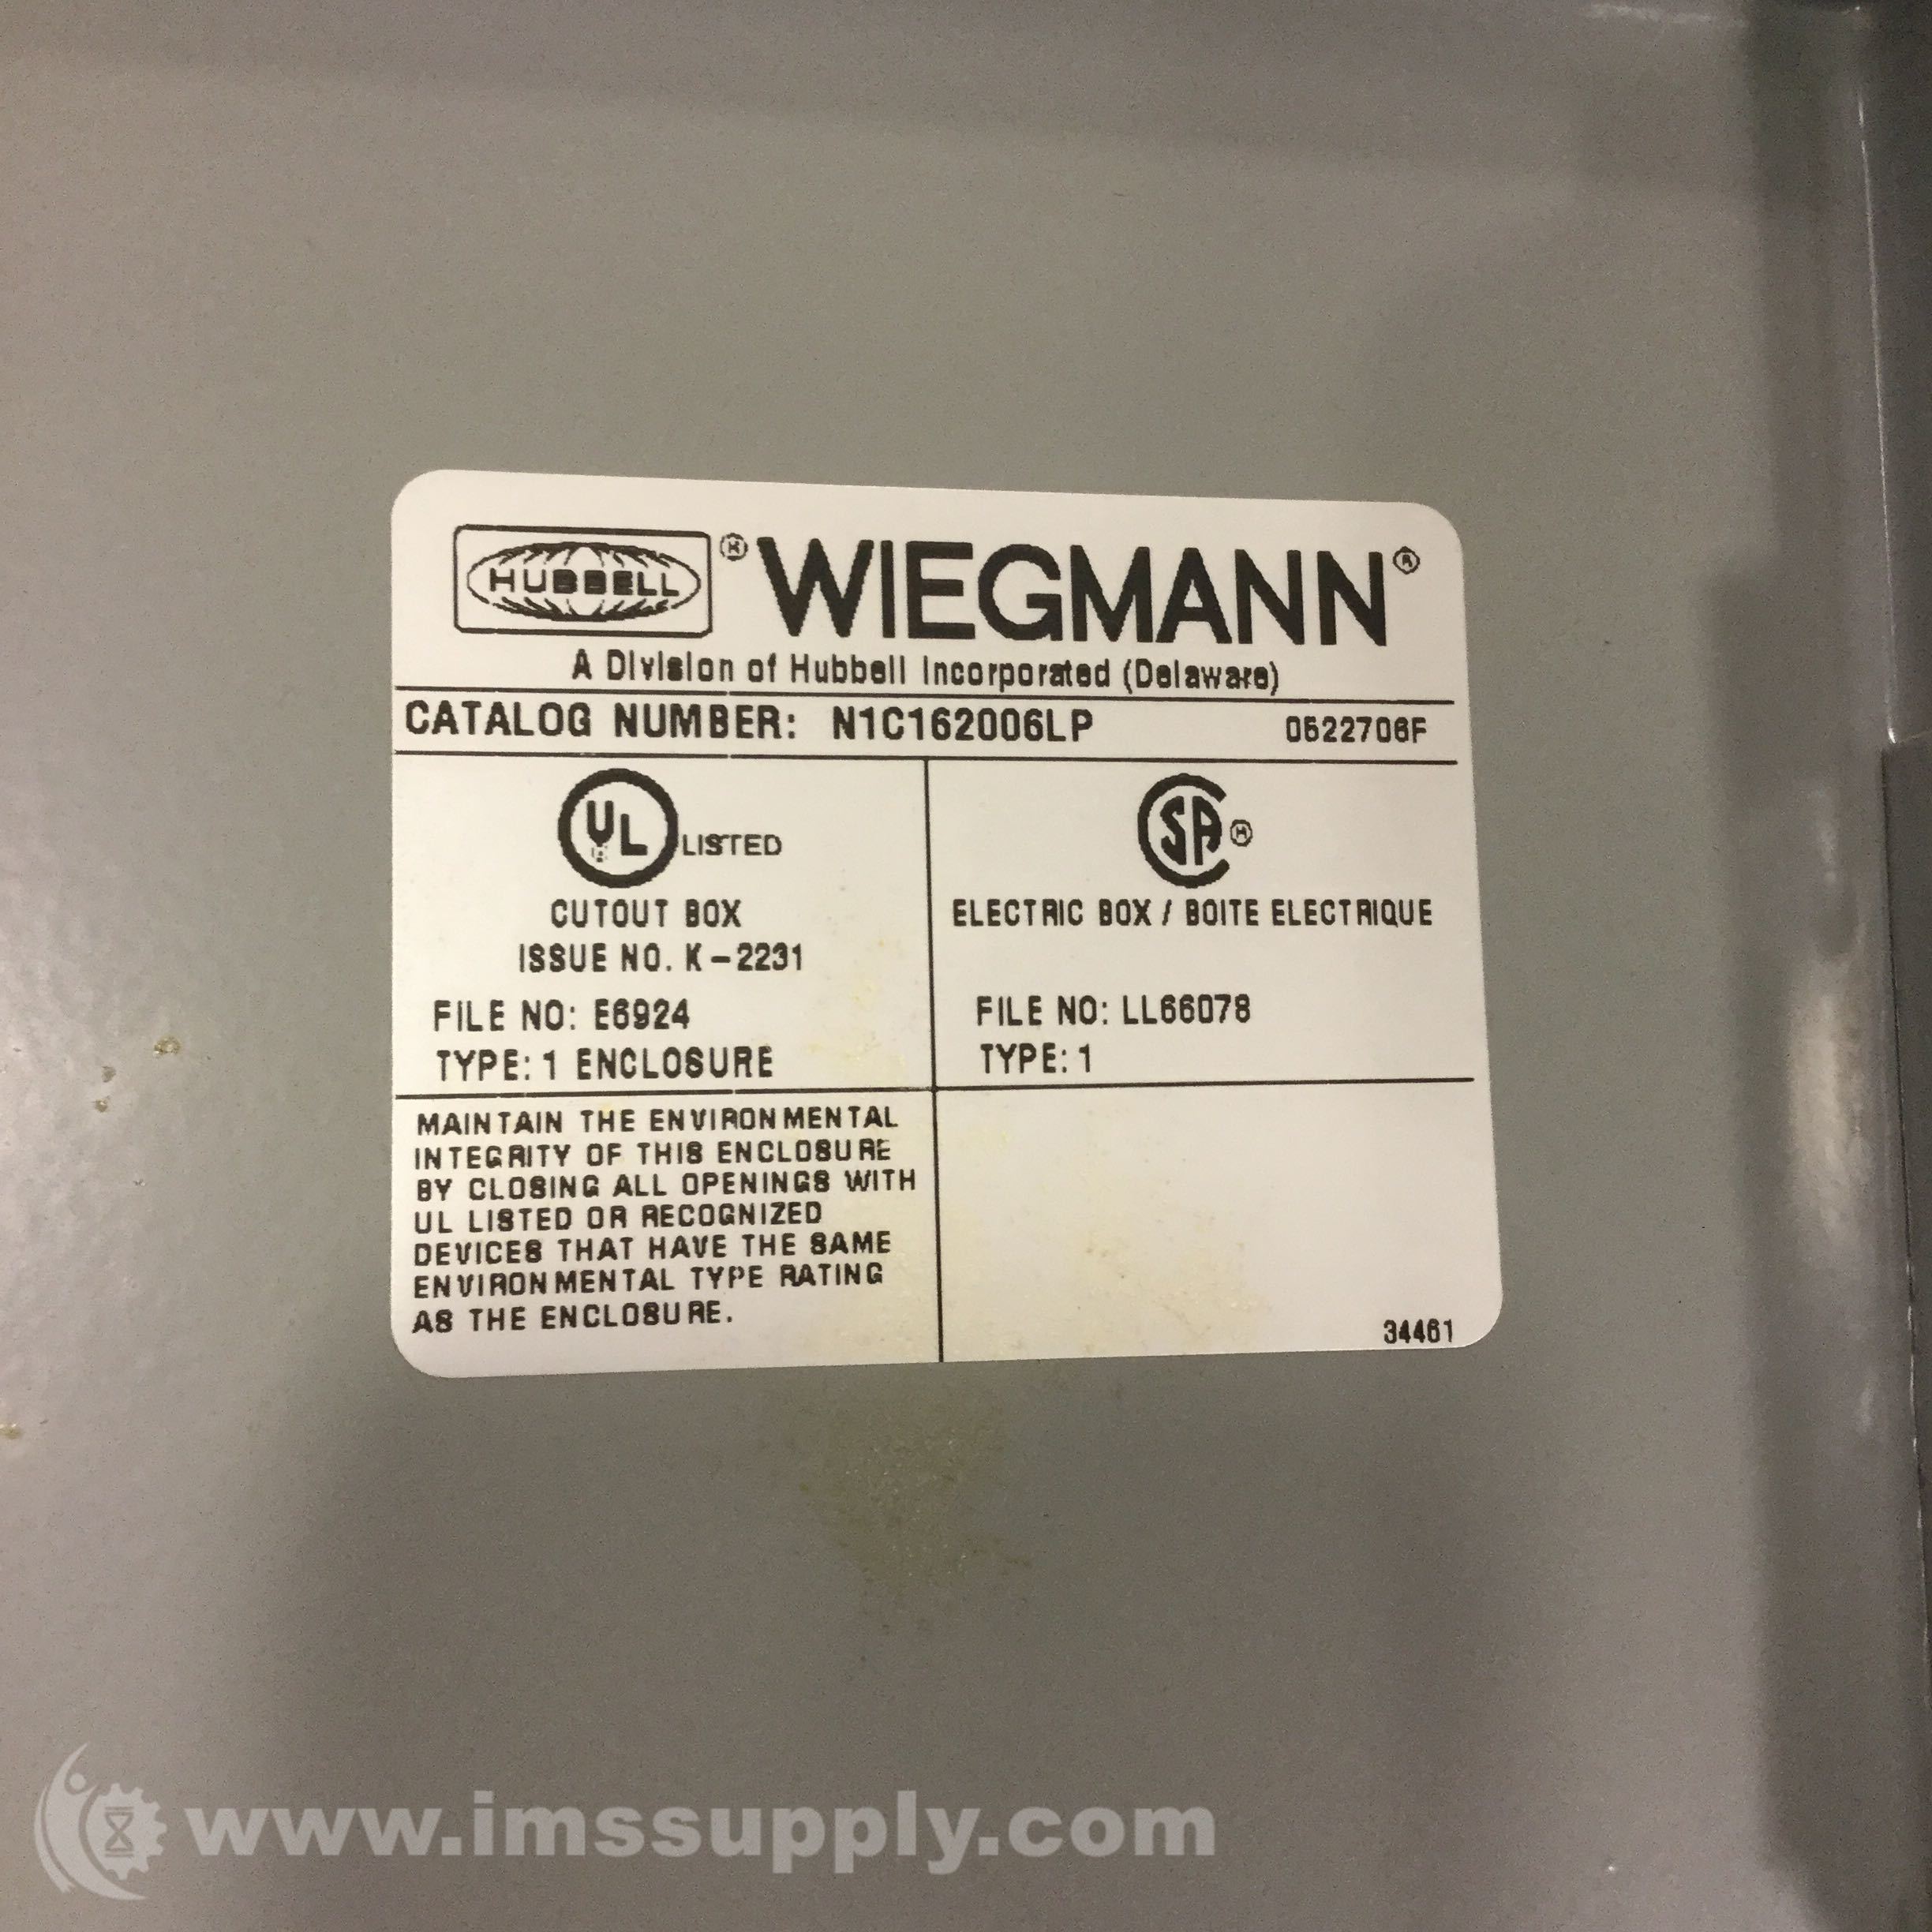 HUBBELL ® WIEGMANN ®
A Division of Hubbell Incorporated (Delaware)
CATALOG NUMBER: N1C162006LP 0522706F
UL LISTED
CUTOUT BOX
ISSUE NO. K-2231
FILE NO: E6924
TYPE: 1 ENCLOSURE
SA ®
ELECTRIC BOX / BOITE ELECTRIQUE
FILE NO: LL66078
TYPE: 1
MAINTAIN THE ENVIRONMENTAL
INTEGRITY OF THIS ENCLOSURE
BY CLOSING ALL OPENINGS WITH
UL LISTED OR RECOGNIZED
DEVICES THAT HAVE THE SAME
ENVIRONMENTAL TYPE RATING
AS THE ENCLOSURE.
34461
www.imssupply.com